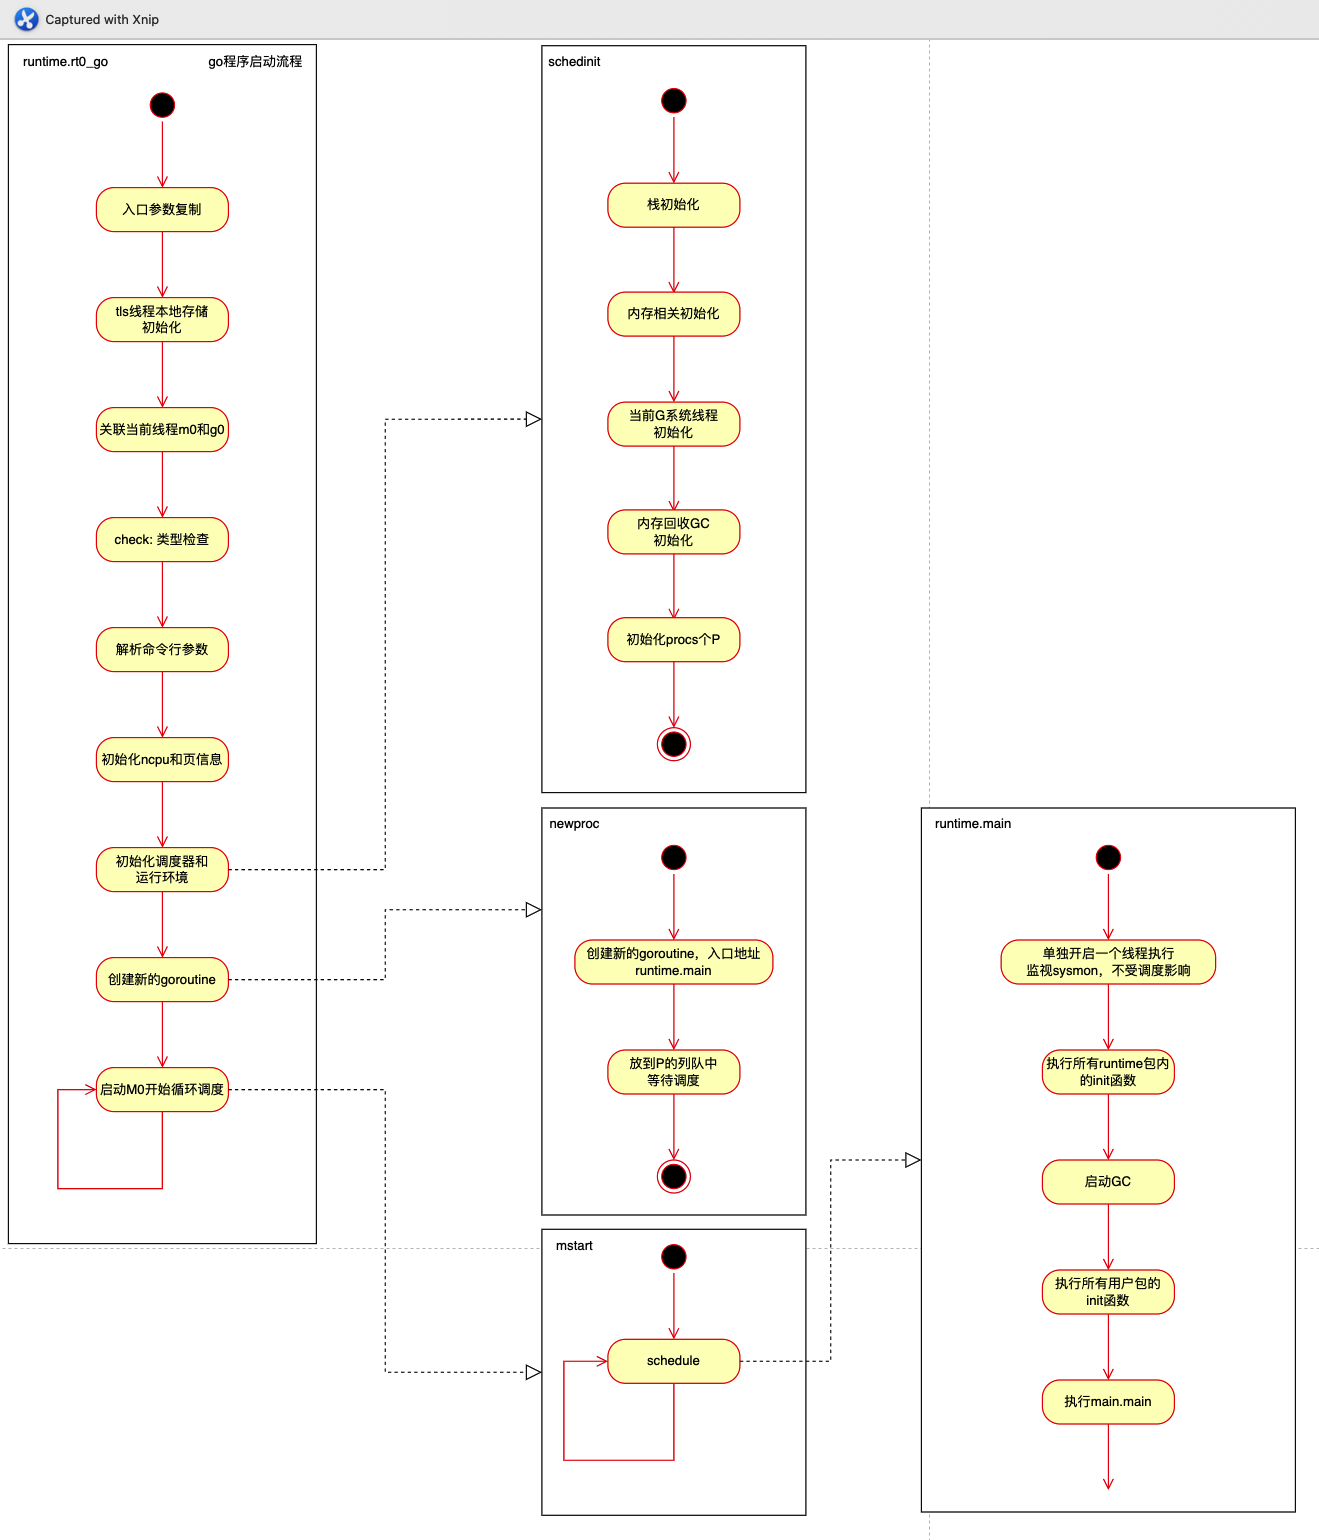 Captured with Xnip
runtime.rt0_go
go程序启动流程
入口参数复制
tls线程本地存储
初始化
关联当前线程m0和g0
check: 类型检查
解析命令行参数
初始化ncpu和页信息
初始化调度器和
运行环境
创建新的goroutine
启动M0开始循环调度
schedinit
栈初始化
内存相关初始化
当前G系统线程
初始化
内存回收GC
初始化
初始化procs个P
newproc
创建新的goroutine，入口地址
runtime.main
放到P的列队中
等待调度
mstart
schedule
runtime.main
单独开启一个线程执行
监视sysmon，不受调度影响
执行所有runtime包内
的init函数
启动GC
执行所有用户包的
init函数
执行main.main